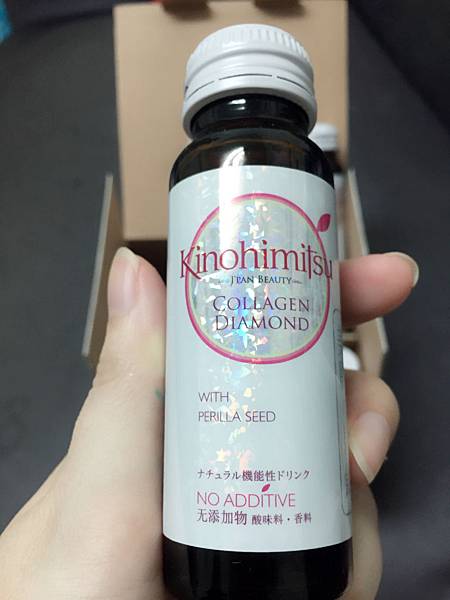 Kinohimitsu
J'PAN BEAUTY
COLLAGEN
DIAMOND
WITH
PERILLA SEED
ナチュラル機能性ドリンク
NO ADDITIVE
无添加物 酸味料・香料